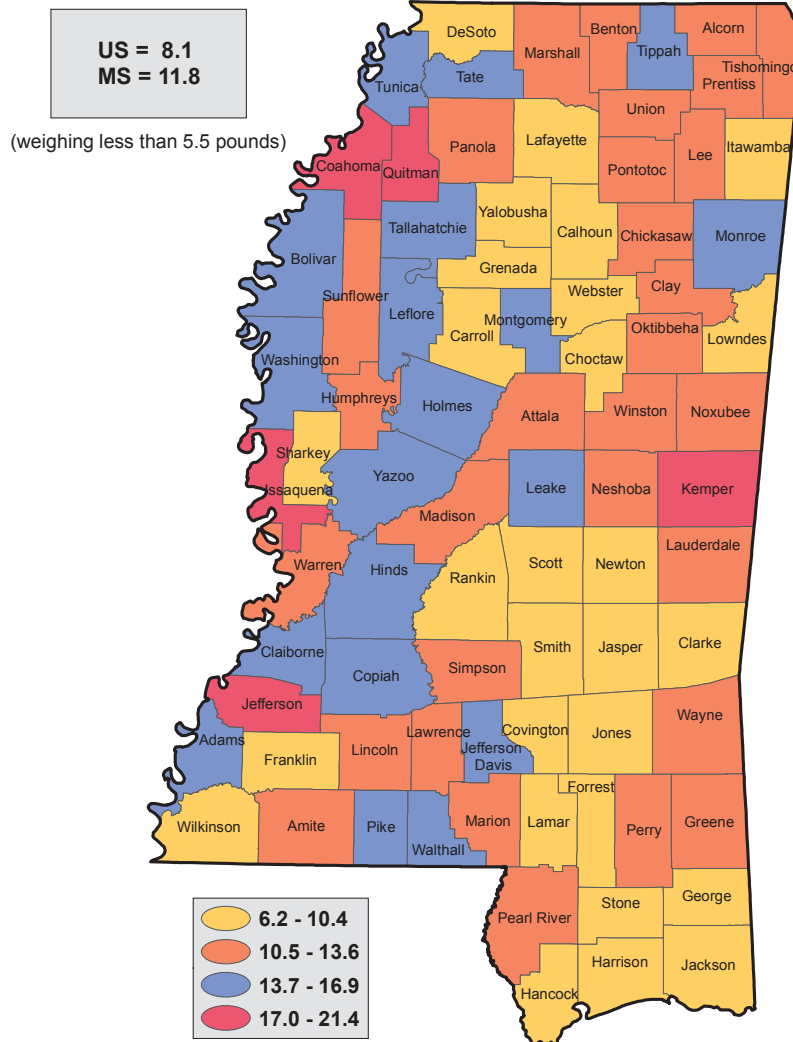 US = 8.1
MS = 11.8
(weighing less than 5.5 pounds)
DeSoto
Marshall
Benton
Tippah
Alcorn
Tishomingo
Prentiss
Tunica
Tate
Union
Coahoma
Quitman
Panola
Lafayette
Pontotoc
Lee
Itawamba
Tallahatchie
Yalobusha
Calhoun
Chickasaw
Monroe
Bolivar
Sunflower
Leflore
Grenada
Webster
Clay
Washington
Carroll
Montgomery
Choctaw
Oktibbeha
Lowndes
Humphreys
Holmes
Attala
Winston
Noxubee
Sharkey
Issaquena
Yazoo
Madison
Leake
Neshoba
Kemper
Warren
Hinds
Rankin
Scott
Newton
Lauderdale
Claiborne
Copiah
Simpson
Smith
Jasper
Clarke
Jefferson
Adams
Franklin
Lincoln
Lawrence
Jefferson
Davis
Covington
Jones
Wayne
Wilkinson
Amite
Pike
Walthall
Marion
Lamar
Forrest
Perry
Greene
Pearl River
Stone
George
Hancock
Harrison
Jackson
6.2 - 10.4
10.5 - 13.6
13.7 - 16.9
17.0 - 21.4